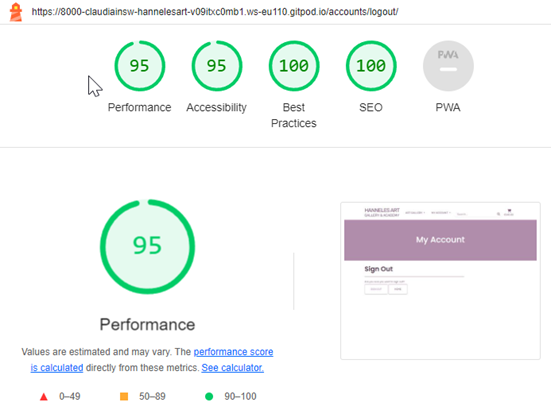 https://8000-claudiainsw-hannelesart-v09itxc0mb1.ws-eu110.gitpod.io/accounts/logout/
95 95 100 100 PWA
Performance Accessibility Best Practices SEO PWA
95
Performance
Values are estimated and may vary. The performance score
is calculated directly from these metrics. See calculator.
0–49 50–89 90–100
HANNELES ART
GALLERY & ACADEMY
My Account
Sign Out